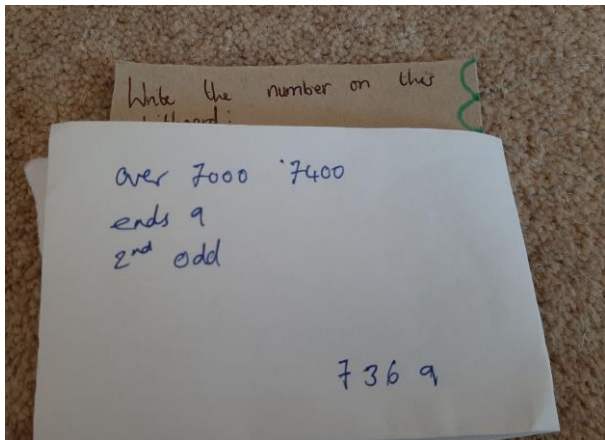 Write the number on this
over 7000 7400
ends 9
2nd odd
7369